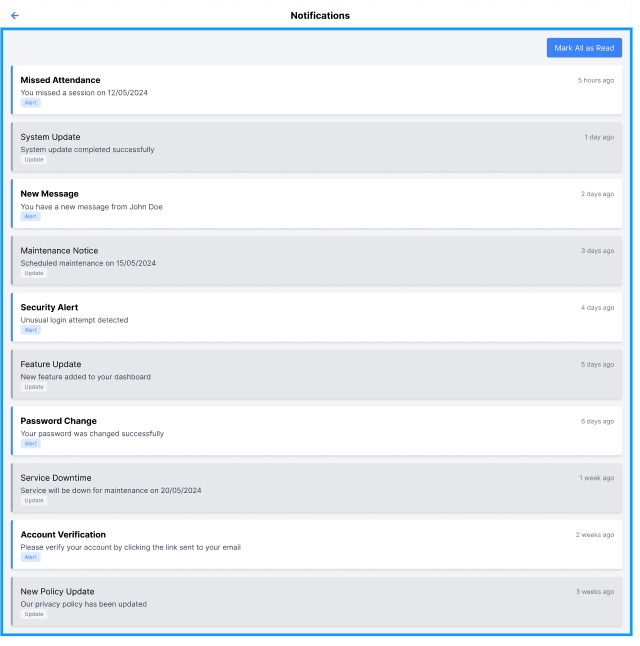 Notifications
Mark All as Read
Missed Attendance
5 hours ago
You missed a session on 12/05/2024
Alert
System Update
1 day ago
System update completed successfully
Update
New Message
2 days ago
You have a new message from John Doe
Alert
Maintenance Notice
3 days ago
Scheduled maintenance on 15/05/2024
Update
Security Alert
4 days ago
Unusual login attempt detected
Alert
Feature Update
5 days ago
New feature added to your dashboard
Update
Password Change
6 days ago
Your password was changed successfully
Alert
Service Downtime
1 week ago
Service will be down for maintenance on 20/05/2024
Update
Account Verification
2 weeks ago
Please verify your account by clicking the link sent to your email
Alert
New Policy Update
3 weeks ago
Our privacy policy has been updated
Update